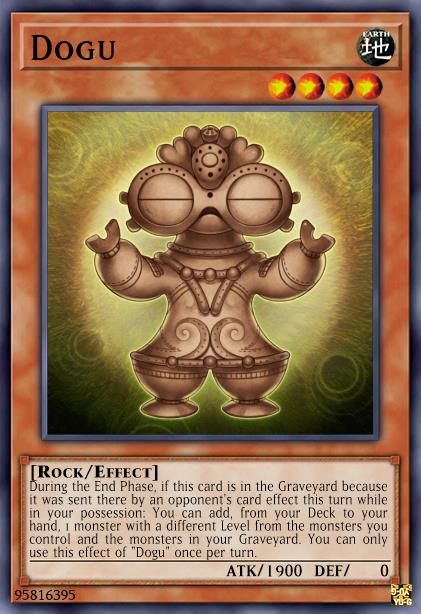 DOGU
EARTH
地
[ROCK/EFFECT]
During the End Phase, if this card is in the Graveyard because
it was sent there by an opponent's card effect this turn while
in your possession: You can add, from your Deck to your
hand, 1 monster with a different Level from the monsters you
control and the monsters in your Graveyard. You can only
use this effect of "Dogu" once per turn.
ATK/1900 DEF/ 0
95816395